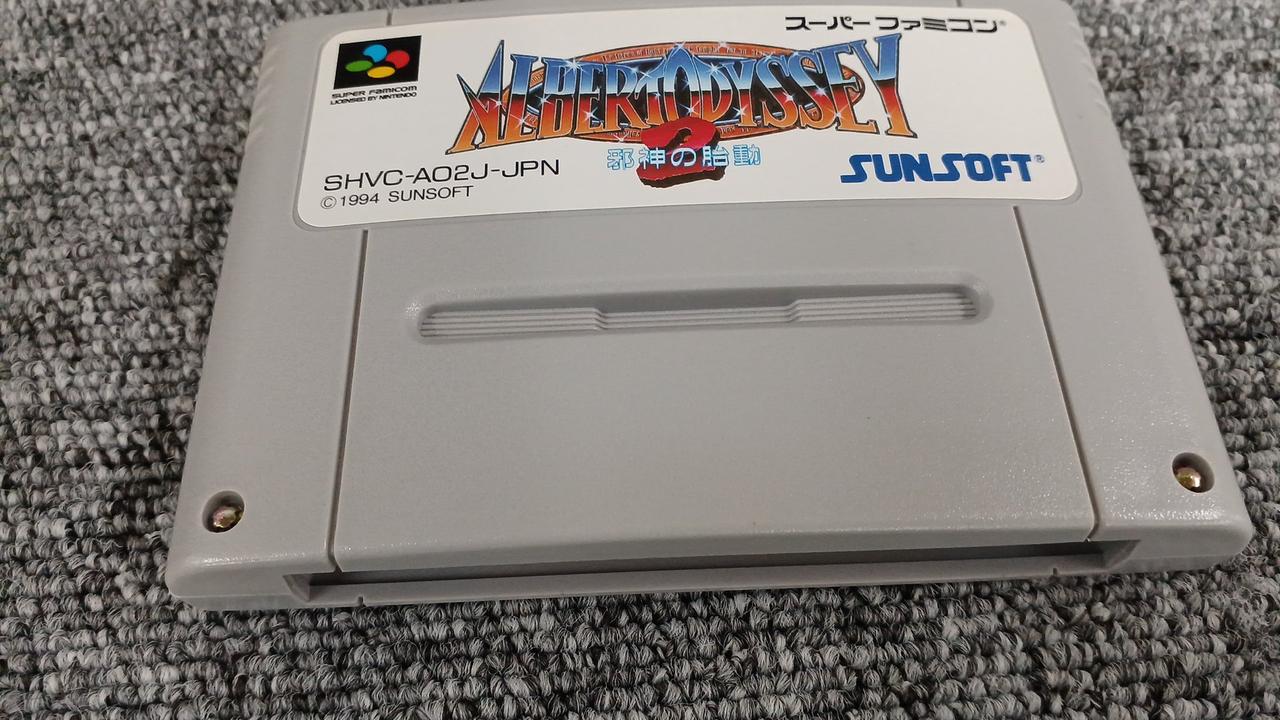 スーパーファミコン®
SUPER FAMICOM
LICENSED BY NINTENDO
ALBERT ODYSSEY
2
邪神の胎動
SHVC-A02J-JPN
©1994 SUNSOFT
SUNSOFT®